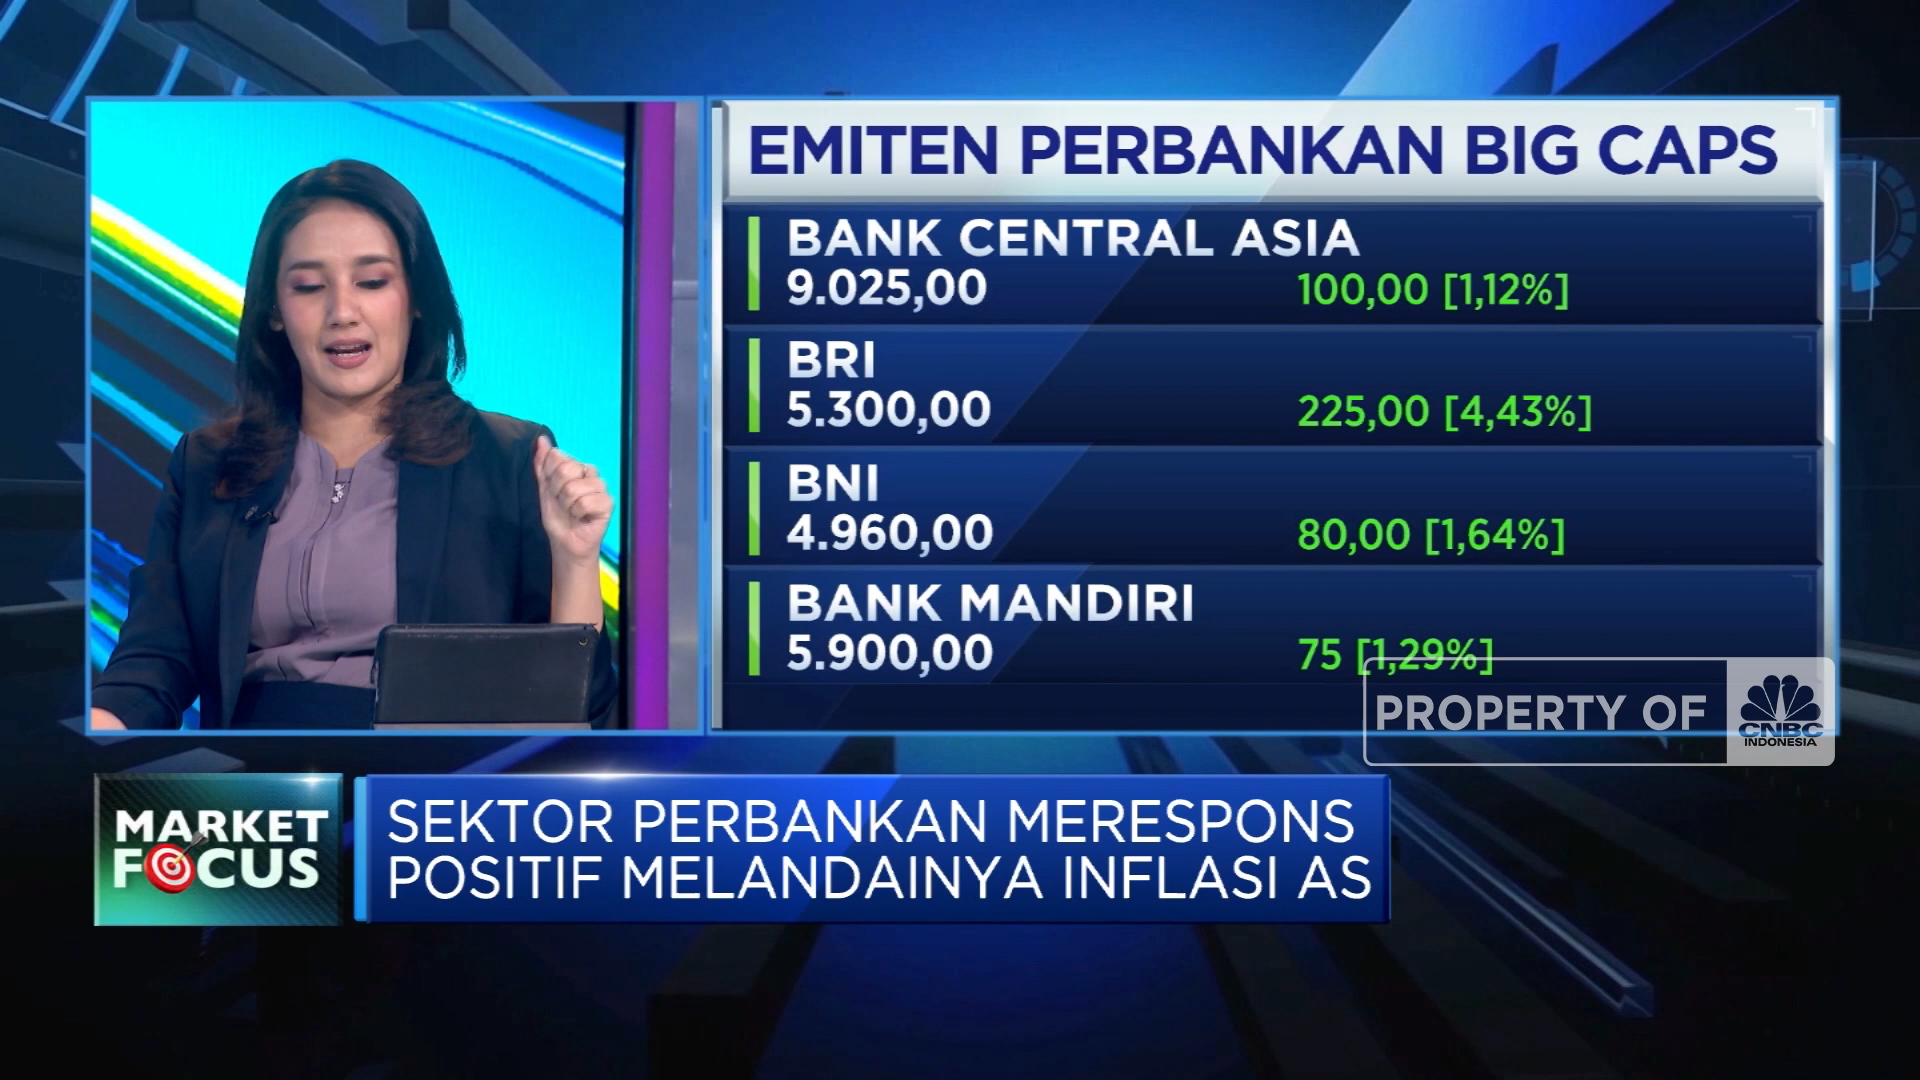 EMITEN PERBANKAN BIG CAPS
BANK CENTRAL ASIA
9.025,00 100,00 [1,12%]
BRI
5.300,00 225,00 [4,43%]
BNI
4.960,00 80,00 [1,64%]
BANK MANDIRI
5.900,00 75 [1,29%]
PROPERTY OF
CNBC
INDONESIA
MARKET
FOCUS
SEKTOR PERBANKAN MERESPONS
POSITIF MELANDAINYA INFLASI AS